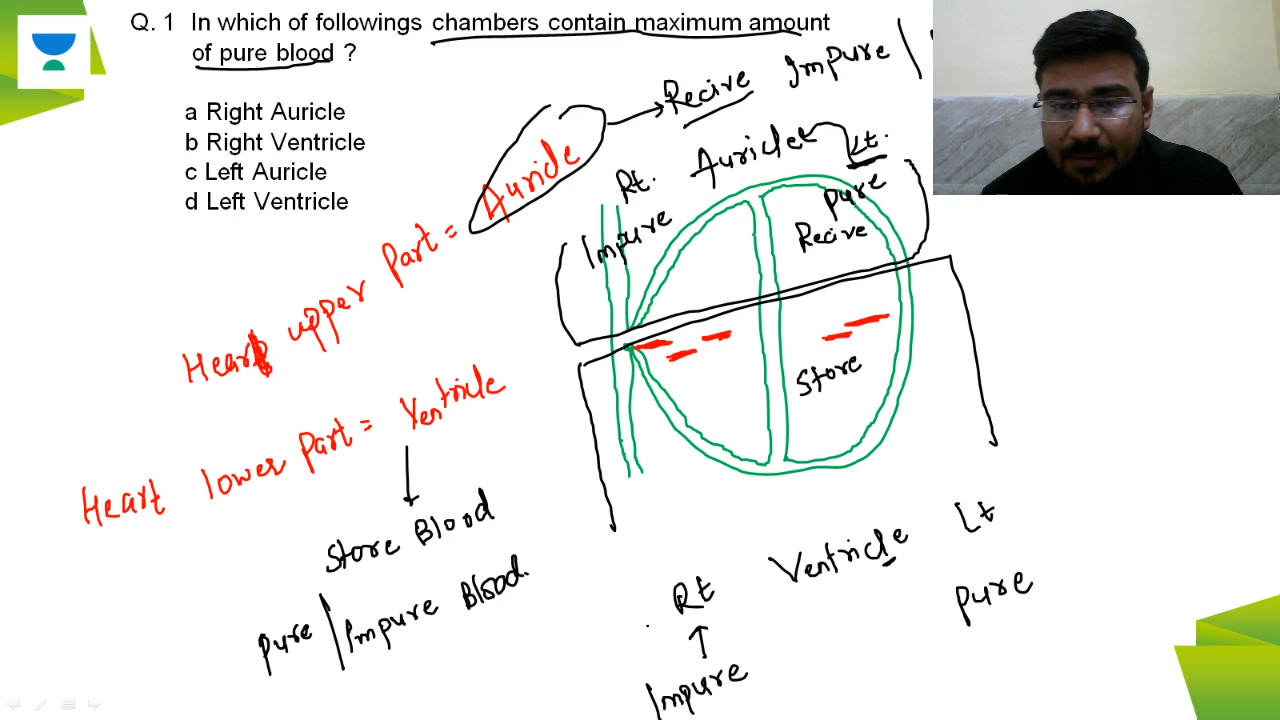 Q. 1 In which of followings chambers contain maximum amount
of pure blood ?
a Right Auricle
b Right Ventricle
c Left Auricle
d Left Ventricle
Heart upper Part = Auricle
Recive Impure /
Rt. Auricle Lt.
Impure
Pure
Recive
Store
Heart lower Part = Ventricle
Store Blood
Pure / Impure Blood.
Rt Ventricle Lt
Impure
Pure